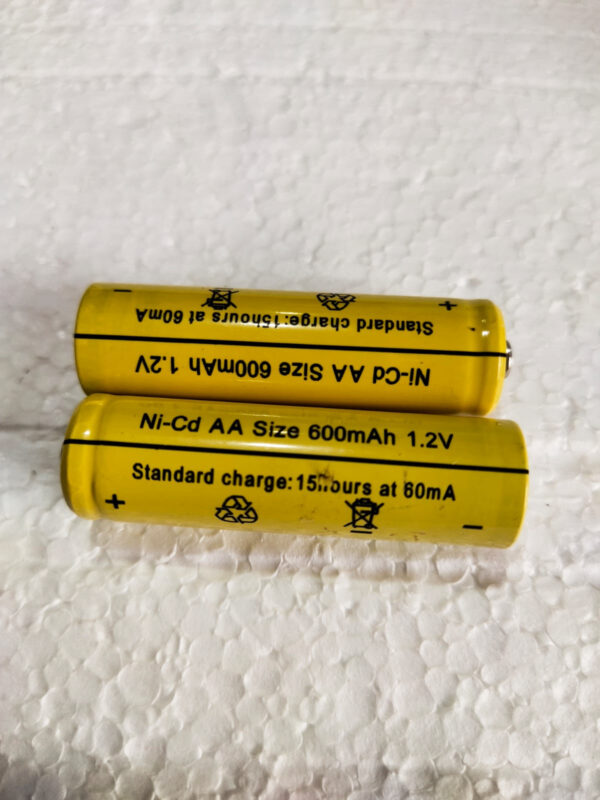 -
+
Standard charge:15hours at 60mA
Ni-Cd AA Size 600mAh 1.2V
Ni-Cd AA Size 600mAh 1.2V
Standard charge:15hours at 60mA
+
-